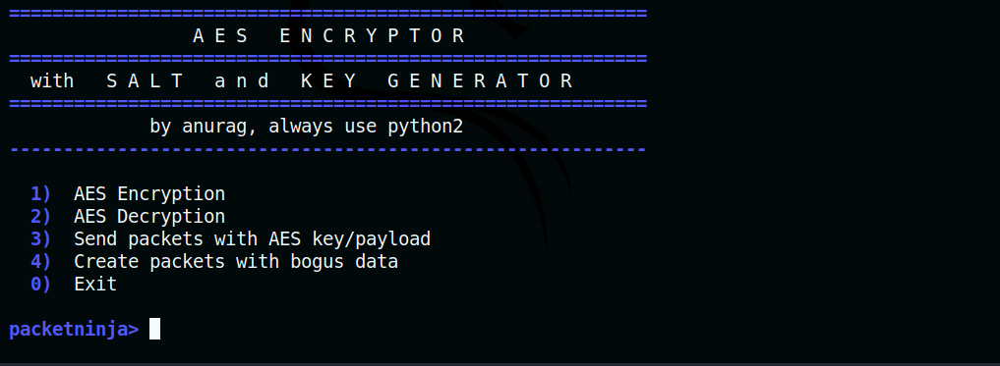 ===========================================================
A E S   E N C R Y P T O R
===========================================================
with   S A L T   a n d   K E Y   G E N E R A T O R
===========================================================
by anurag, always use python2
-----------------------------------------------------------
1)  AES Encryption
2)  AES Decryption
3)  Send packets with AES key/payload
4)  Create packets with bogus data
0)  Exit
packetninja>